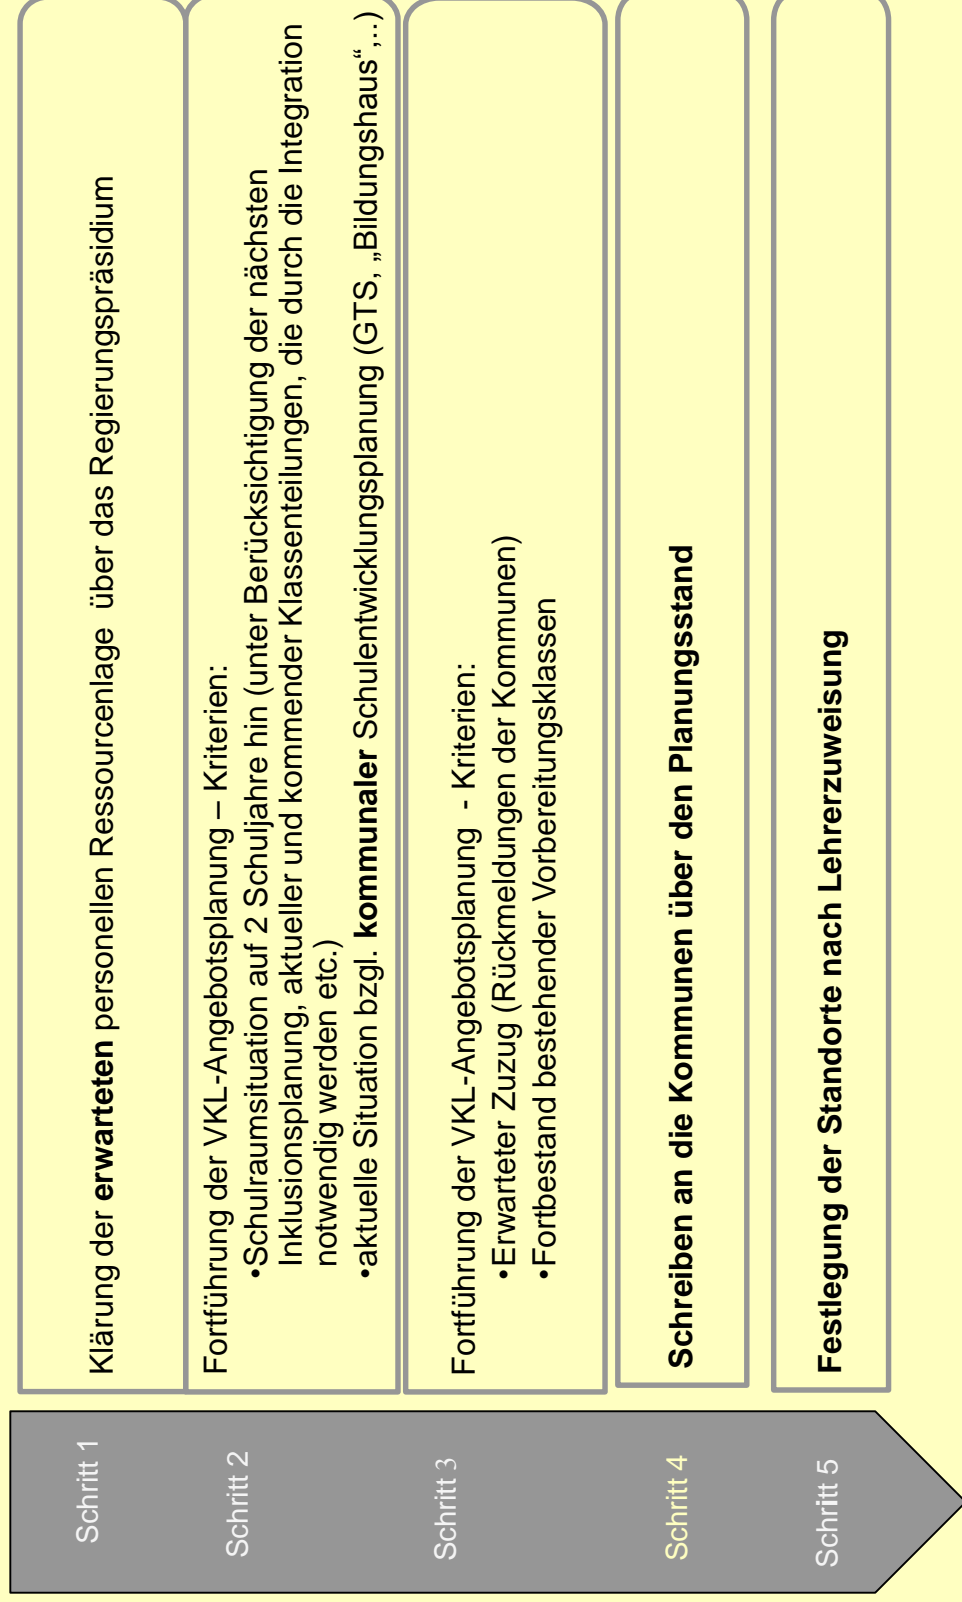 Schritt 1
Klärung der erwarteten personellen Ressourcenlage über das Regierungspräsidium
Schritt 2
Fortführung der VKL-Angebotsplanung – Kriterien:
•Schulraumsituation auf 2 Schuljahre hin (unter Berücksichtigung der nächsten
Inklusionsplanung, aktueller und kommender Klassenteilungen, die durch die Integration
notwendig werden etc.)
•aktuelle Situation bzgl. kommunaler Schulentwicklungsplanung (GTS, „Bildungshaus“,..)
Schritt 3
Fortführung der VKL-Angebotsplanung - Kriterien:
•Erwarteter Zuzug (Rückmeldungen der Kommunen)
•Fortbestand bestehender Vorbereitungsklassen
Schritt 4
Schreiben an die Kommunen über den Planungsstand
Schritt 5
Festlegung der Standorte nach Lehrerzuweisung